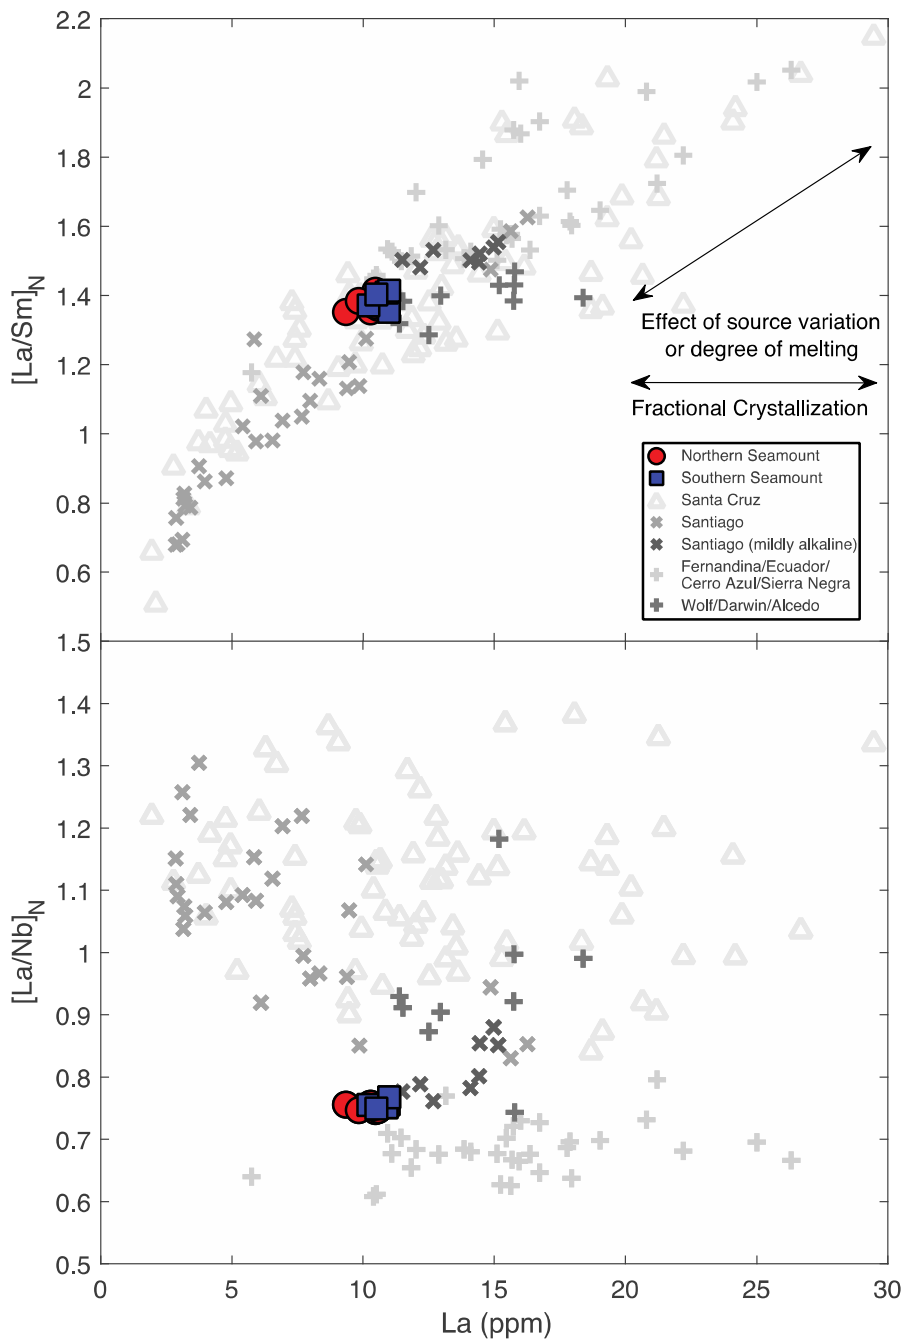 2.2
2
1.8
1.6
1.4
1.2
1
0.8
0.6
[La/Sm]N
Effect of source variation
or degree of melting
Fractional Crystallization
Northern Seamount
Southern Seamount
Santa Cruz
Santiago
Santiago (mildly alkaline)
Fernandina/Ecuador/
Cerro Azul/Sierra Negra
Wolf/Darwin/Alcedo
1.5
1.4
1.3
1.2
1.1
1
0.9
0.8
0.7
0.6
0.5
[La/Nb]N
0 5 10 15 20 25 30
La (ppm)